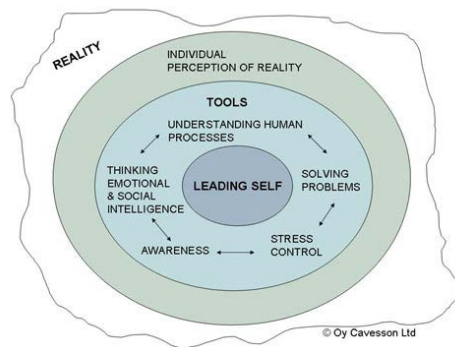 REALITY
INDIVIDUAL
PERCEPTION OF REALITY
TOOLS
UNDERSTANDING HUMAN
PROCESSES
THINKING
EMOTIONAL
& SOCIAL
INTELLIGENCE
LEADING SELF
SOLVING
PROBLEMS
AWARENESS
STRESS
CONTROL
© Oy Cavesson Ltd